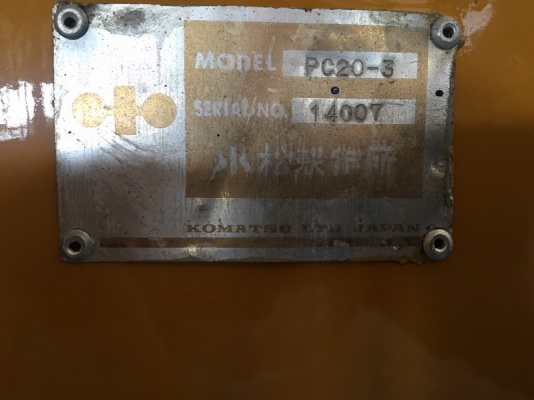 MODEL PC20-3
SERIAL NO. 14007
小松製作所
KOMATSU LTD. JAPAN